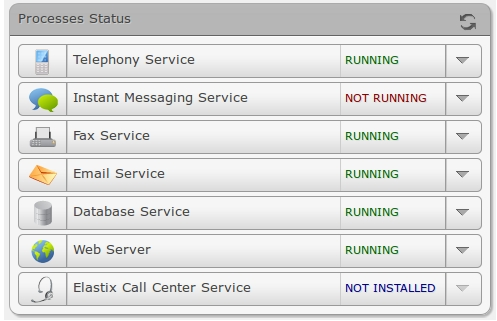 Processes Status
Telephony Service RUNNING
Instant Messaging Service NOT RUNNING
Fax Service RUNNING
Email Service RUNNING
Database Service RUNNING
Web Server RUNNING
Elastix Call Center Service NOT INSTALLED